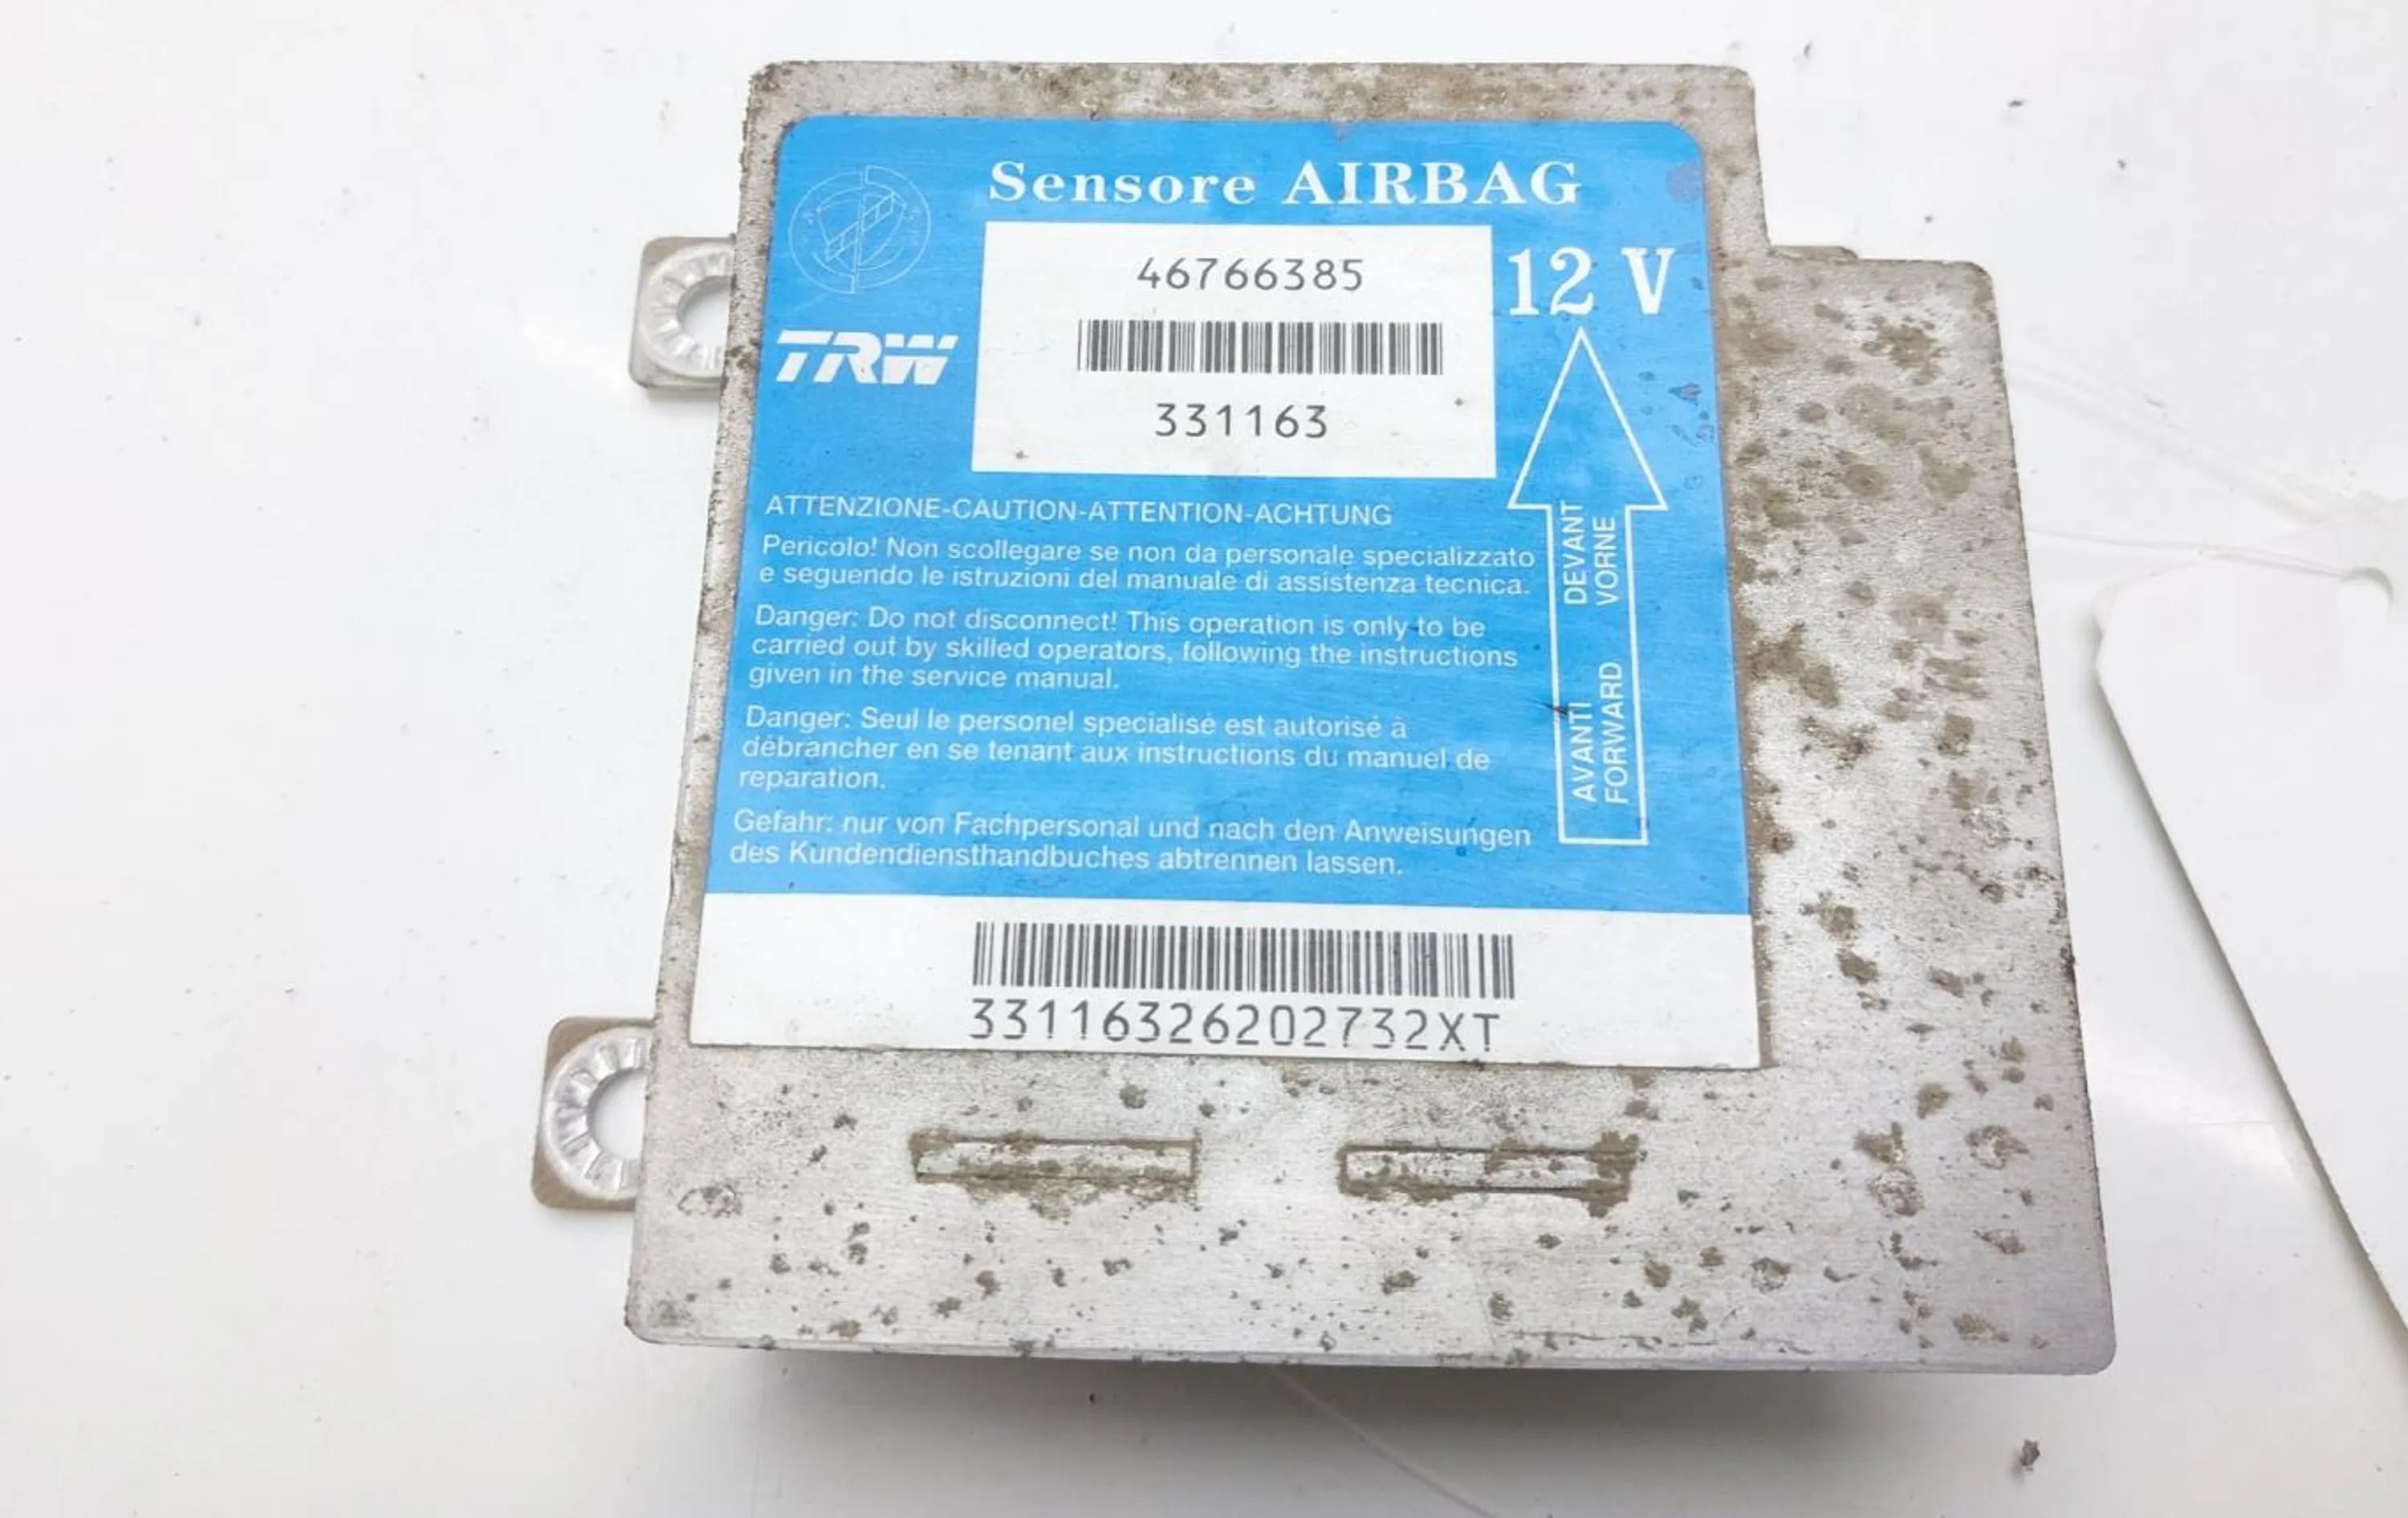 Sensore AIRBAG
46766385
12 V
TRW
331163
ATTENZIONE-CAUTION-ATTENTION-ACHTUNG
Pericolo! Non scollegare se non da personale specializzato
e seguendo le istruzioni del manuale di assistenza tecnica.
Danger: Do not disconnect! This operation is only to be
carried out by skilled operators, following the instructions
given in the service manual.
Danger: Seul le personel specialisé est autorisé à
débrancher en se tenant aux instructions du manuel de
reparation.
Gefahr: nur von Fachpersonal und nach den Anweisungen
des Kundendiensthandbuches abtrennen lassen.
AVANTI DEVANT
FORWARD VORNE
33116326202732XT